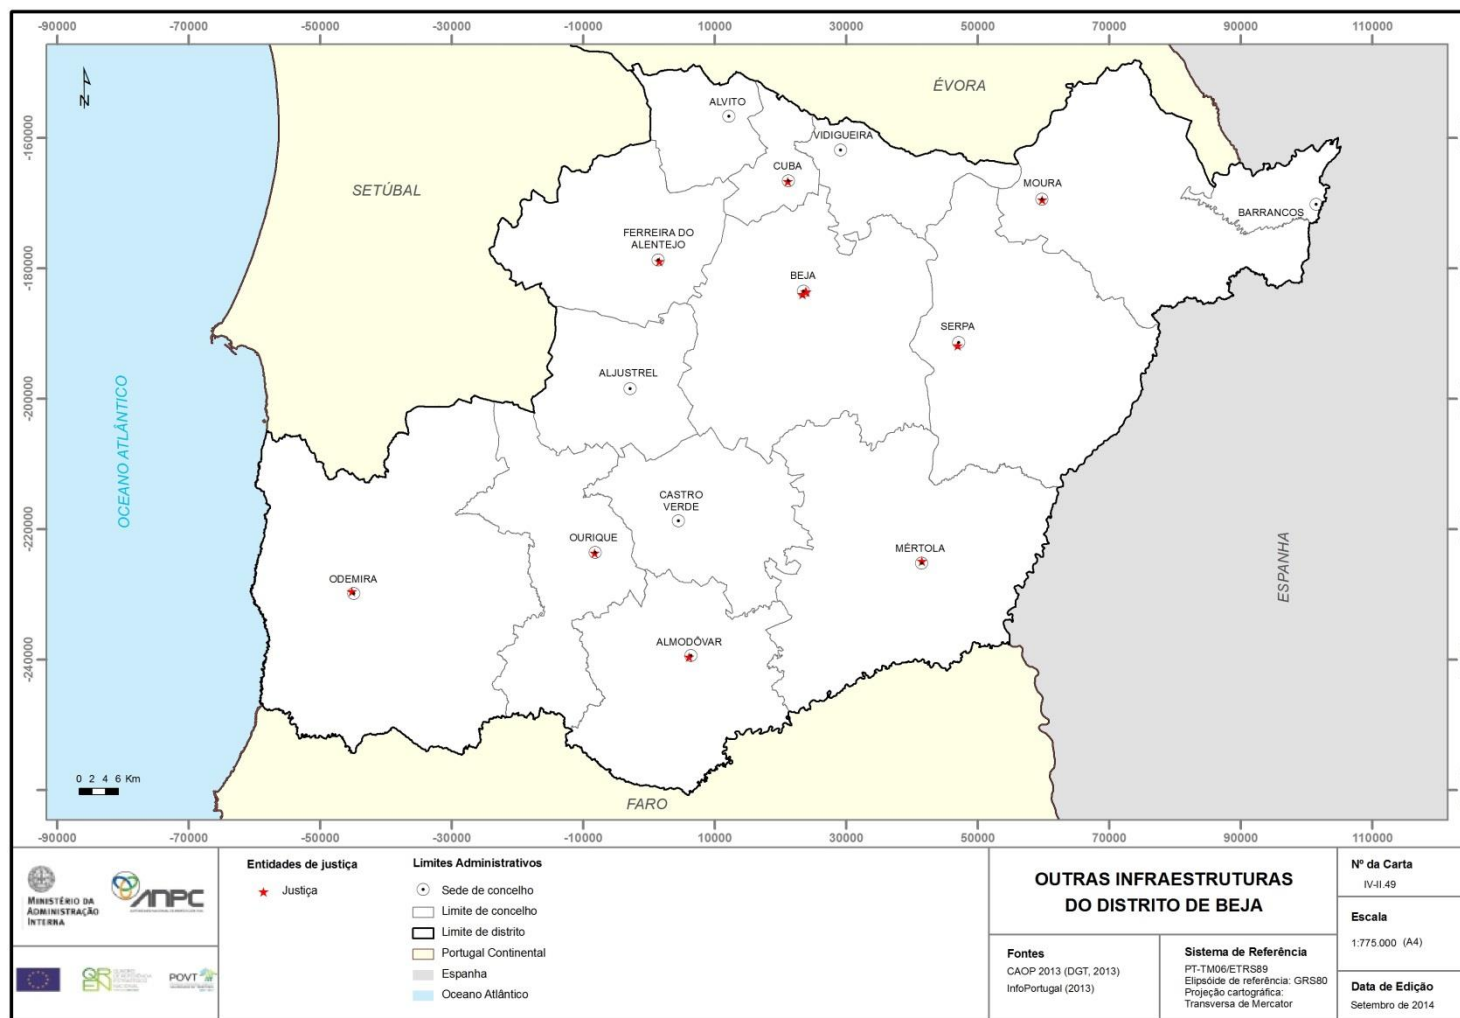 -90000 -70000 -50000 -30000 -10000 10000 30000 50000 70000 90000 110000
-160000
-180000
-200000
-220000
-240000
N
ÉVORA
SETÚBAL
OCEANO ATLÂNTICO
ESPANHA
FARO
ALVITO
VIDIGUEIRA
CUBA
MOURA
BARRANCOS
FERREIRA DO
ALENTEJO
BEJA
SERPA
ALJUSTREL
CASTRO
VERDE
OURIQUE
MÉRTOLA
ODEMIRA
ALMODÔVAR
0 2 4 6 Km
-90000 -70000 -50000 -30000 -10000 10000 30000 50000 70000 90000 110000
MINISTÉRIO DA
ADMINISTRAÇÃO
INTERNA
ANPC
QREN
POVT
Entidades de justiça
Justiça
Limites Administrativos
Sede de concelho
Limite de concelho
Limite de distrito
Portugal Continental
Espanha
Oceano Atlântico
OUTRAS INFRAESTRUTURAS
DO DISTRITO DE BEJA
Fontes
CAOP 2013 (DGT, 2013)
InfoPortugal (2013)
Sistema de Referência
PT-TM06/ETRS89
Elipsóide de referência: GRS80
Projeção cartográfica:
Transversa de Mercator
Nº da Carta
IV-II.49
Escala
1:775.000 (A4)
Data de Edição
Setembro de 2014